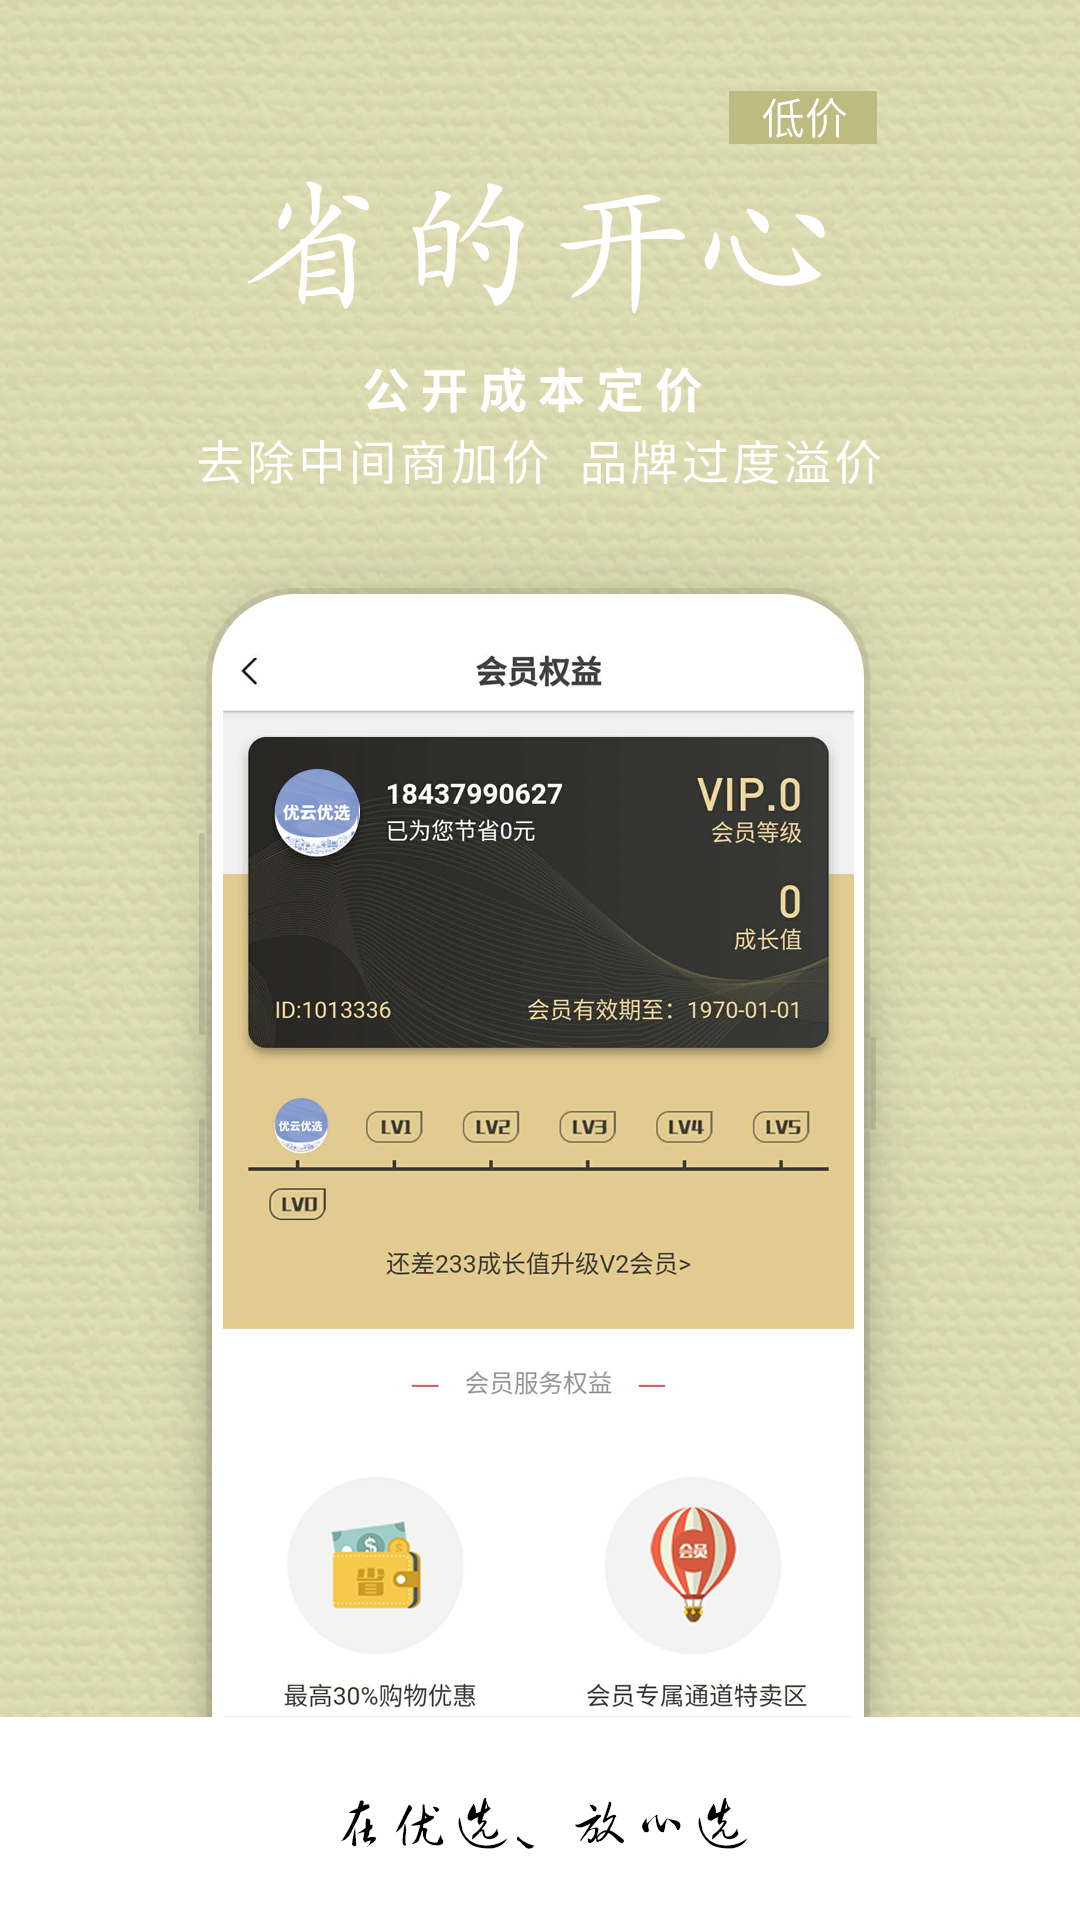 低价
省的开心
公开成本定价
去除中间商加价 品牌过度溢价
会员权益
优云优选
18437990627
已为您节省0元
VIP.0
会员等级
0
成长值
ID:1013336
会员有效期至：1970-01-01
优云优选
LV1 LV2 LV3 LV4 LV5
LV0
还差233成长值升级V2会员>
会员服务权益
$
$
省
会员
最高30%购物优惠
会员专属通道特卖区
在优选、放心选